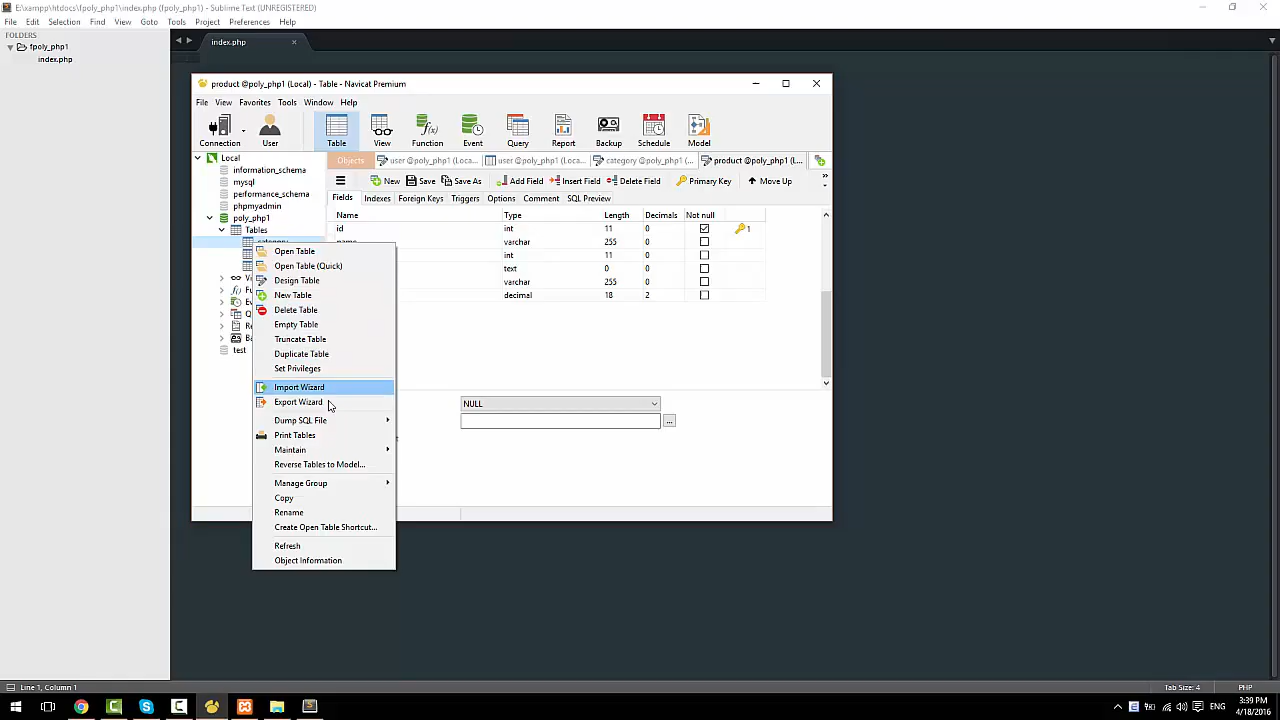 E:\xampp\htdocs\fpoly_php1\index.php (fpoly_php1) - Sublime Text (UNREGISTERED)
File Edit Selection Find View Goto Tools Project Preferences Help
FOLDERS
fpoly_php1
index.php
index.php
product @poly_php1 (Local) - Table - Navicat Premium
File View Favorites Tools Window Help
Connection User Table View Function Event Query Report Backup Schedule Model
Local
information_schema
mysql
performance_schema
phpmyadmin
poly_php1
Tables
category
test
Objects user @poly_php1 (Loca... user @poly_php1 (Loca... category @poly_php1 (... product @poly_php1 (L...
New Save Save As Add Field Insert Field Delete Field Primary Key Move Up
Fields Indexes Foreign Keys Triggers Options Comment SQL Preview
Name Type Length Decimals Not null
id int 11 0 1
name varchar 255 0
int 11 0
text 0 0
varchar 255 0
decimal 18 2
NULL
...
Open Table
Open Table (Quick)
Design Table
New Table
Delete Table
Empty Table
Truncate Table
Duplicate Table
Set Privileges
Import Wizard
Export Wizard
Dump SQL File
Print Tables
Maintain
Reverse Tables to Model...
Manage Group
Copy
Rename
Create Open Table Shortcut...
Refresh
Object Information
Line 1, Column 1 Tab Size: 4 PHP
ENG 3:39 PM
4/18/2016